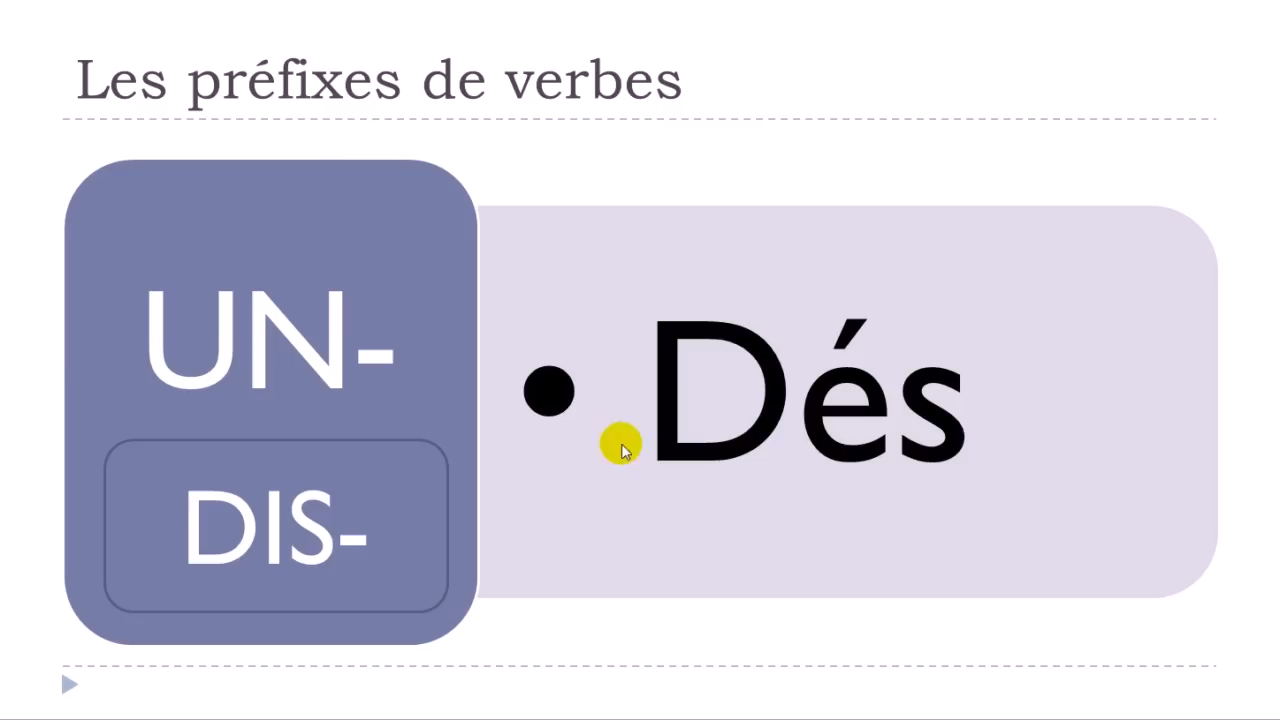 Les préfixes de verbes
UN-
DIS-
• Dés